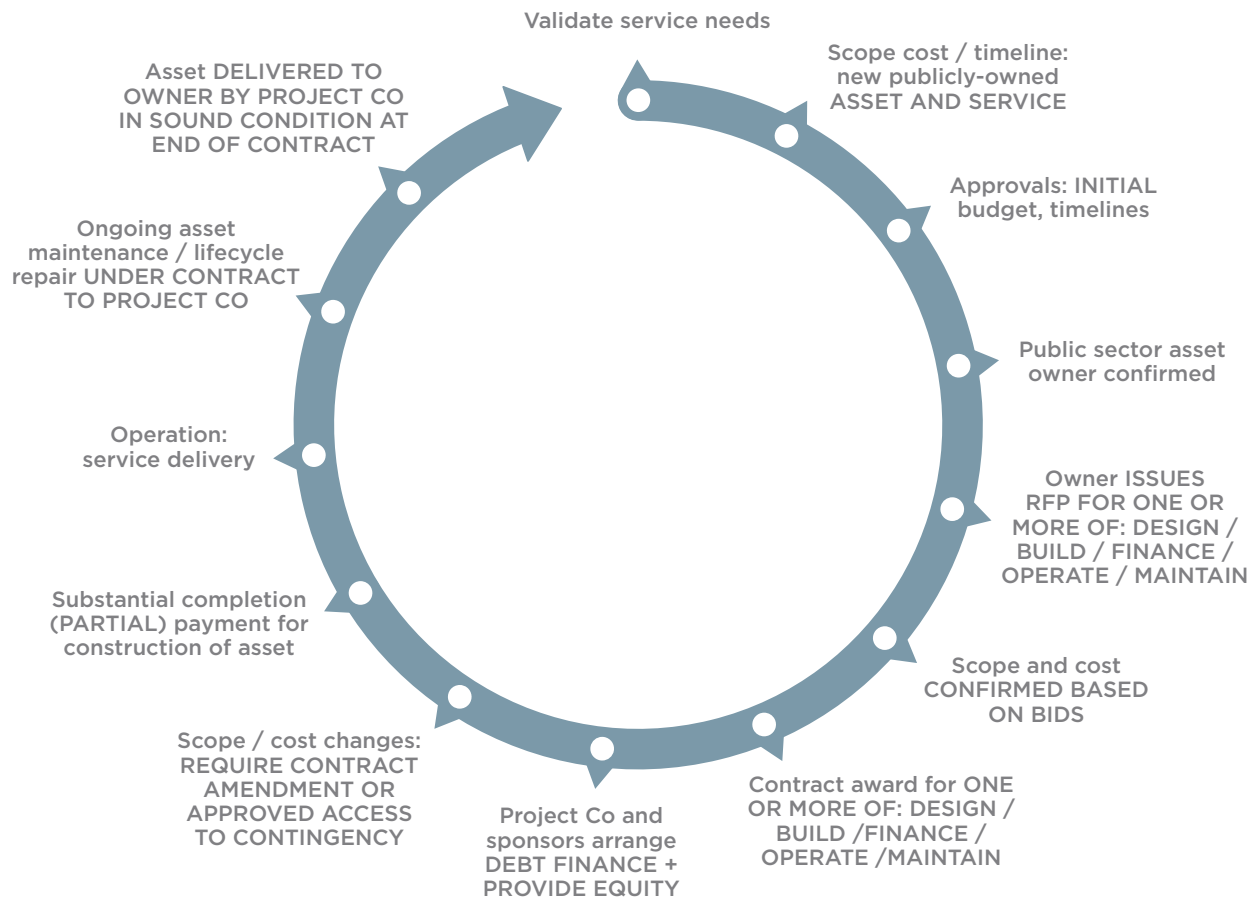 Validate service needs
Scope cost / timeline:
new publicly-owned
ASSET AND SERVICE
Approvals: INITIAL
budget, timelines
Public sector asset
owner confirmed
Owner ISSUES
RFP FOR ONE OR
MORE OF: DESIGN /
BUILD / FINANCE /
OPERATE / MAINTAIN
Scope and cost
CONFIRMED BASED
ON BIDS
Contract award for ONE
OR MORE OF: DESIGN /
BUILD /FINANCE /
OPERATE /MAINTAIN
Project Co and
sponsors arrange
DEBT FINANCE +
PROVIDE EQUITY
Scope / cost changes:
REQUIRE CONTRACT
AMENDMENT OR
APPROVED ACCESS
TO CONTINGENCY
Substantial completion
(PARTIAL) payment for
construction of asset
Operation:
service delivery
Ongoing asset
maintenance / lifecycle
repair UNDER CONTRACT
TO PROJECT CO
Asset DELIVERED TO
OWNER BY PROJECT CO
IN SOUND CONDITION AT
END OF CONTRACT